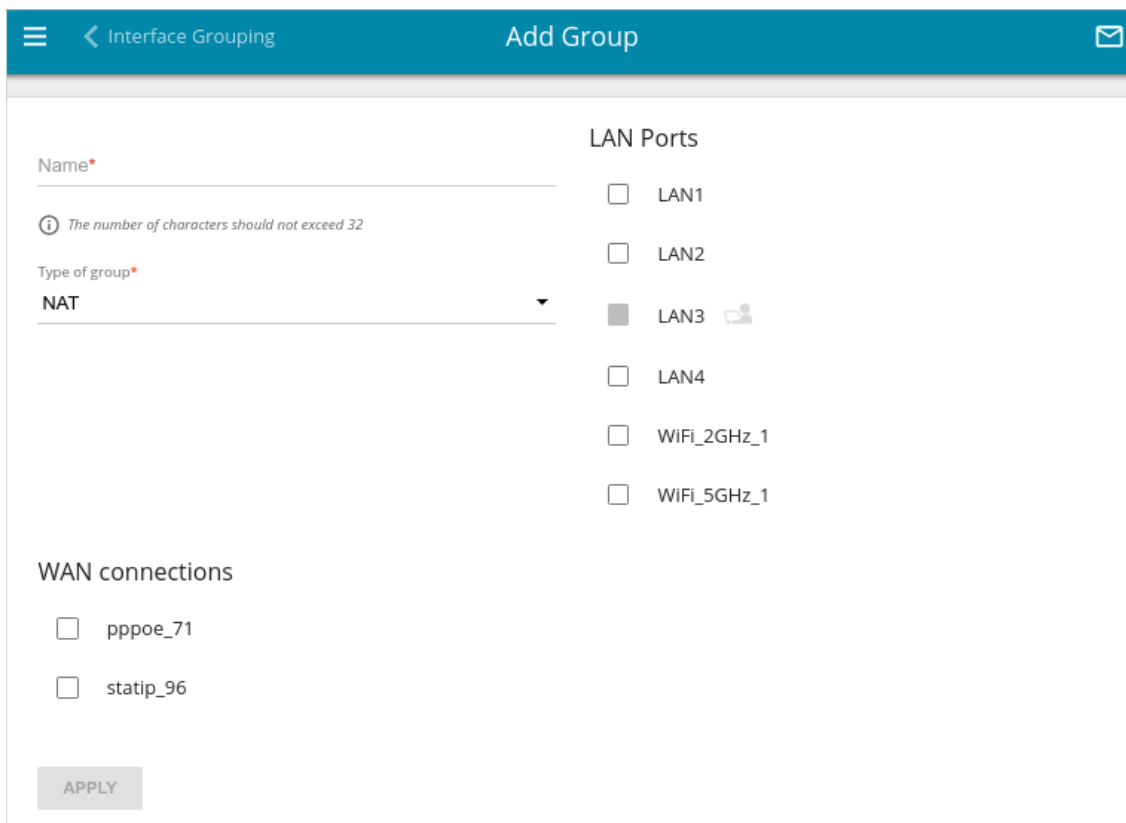 Interface Grouping
Add Group
Name*
The number of characters should not exceed 32
Type of group*
NAT
LAN Ports
LAN1
LAN2
LAN3
LAN4
WiFi_2GHz_1
WiFi_5GHz_1
WAN connections
pppoe_71
statip_96
APPLY